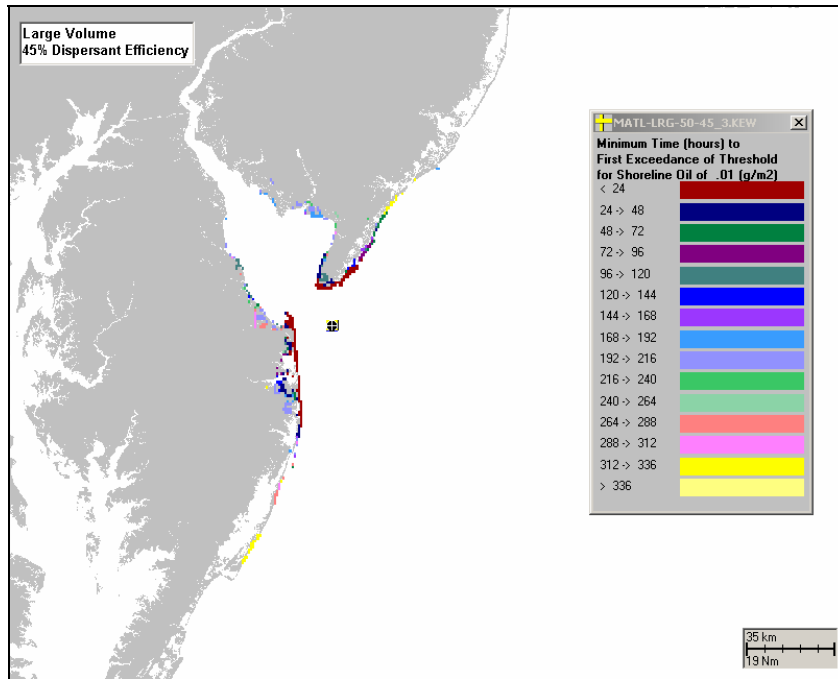 Large Volume
45% Dispersant Efficiency
MATL-LRG-50-45_3.KEW
Minimum Time (hours) to
First Exceedance of Threshold
for Shoreline Oil of .01 (g/m2)
< 24
24 -> 48
48 -> 72
72 -> 96
96 -> 120
120 -> 144
144 -> 168
168 -> 192
192 -> 216
216 -> 240
240 -> 264
264 -> 288
288 -> 312
312 -> 336
> 336
35 km
19 Nm